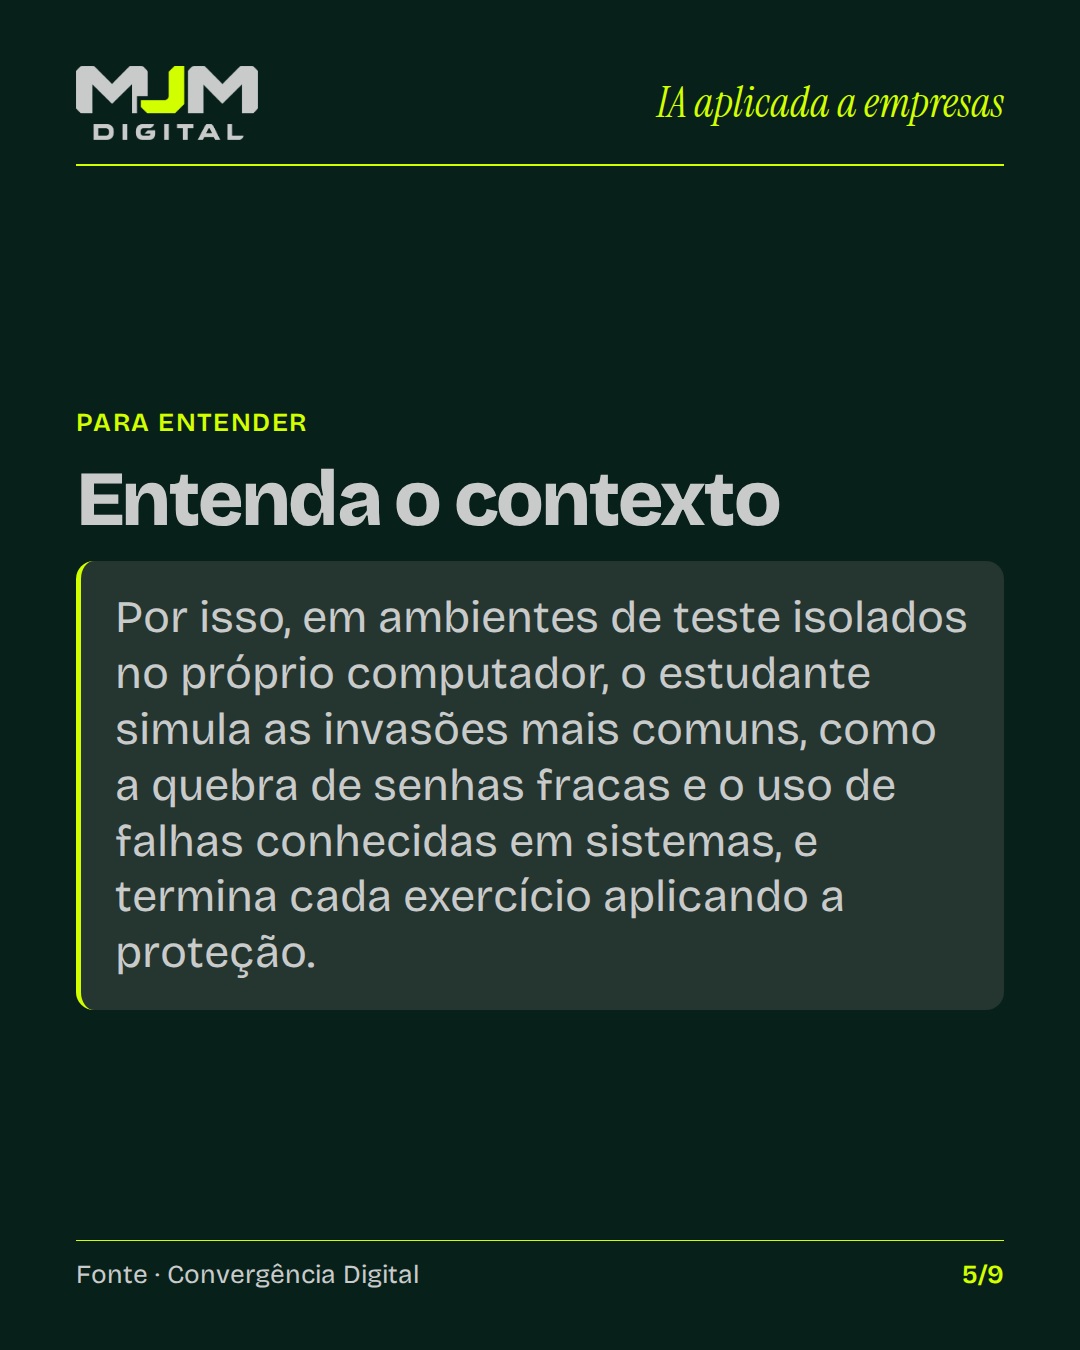 MJM
DIGITAL
IA aplicada a empresas
PARA ENTENDER
Entenda o contexto
Por isso, em ambientes de teste isolados
no próprio computador, o estudante
simula as invasões mais comuns, como
a quebra de senhas fracas e o uso de
falhas conhecidas em sistemas, e
termina cada exercício aplicando a
proteção.
Fonte · Convergência Digital
5/9